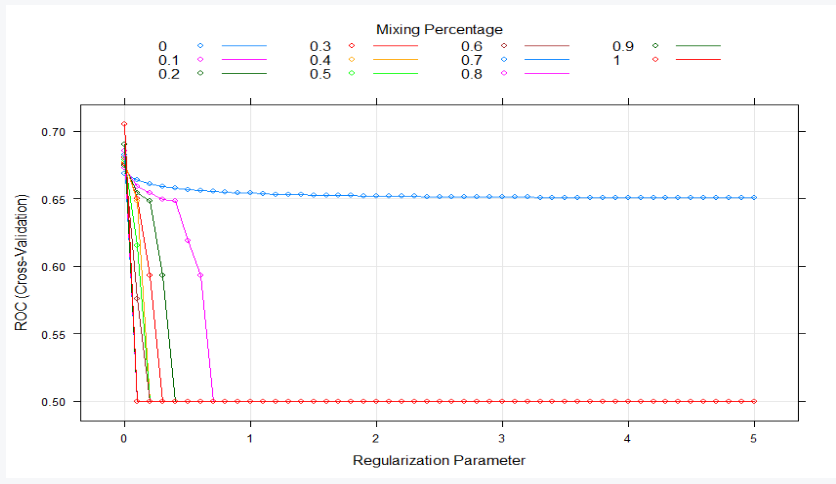 Mixing Percentage
0 0.3 0.6 0.9
0.1 0.4 0.7 1
0.2 0.5 0.8
0.70
0.65
0.60
0.55
0.50
ROC (Cross-Validation)
0 1 2 3 4 5
Regularization Parameter